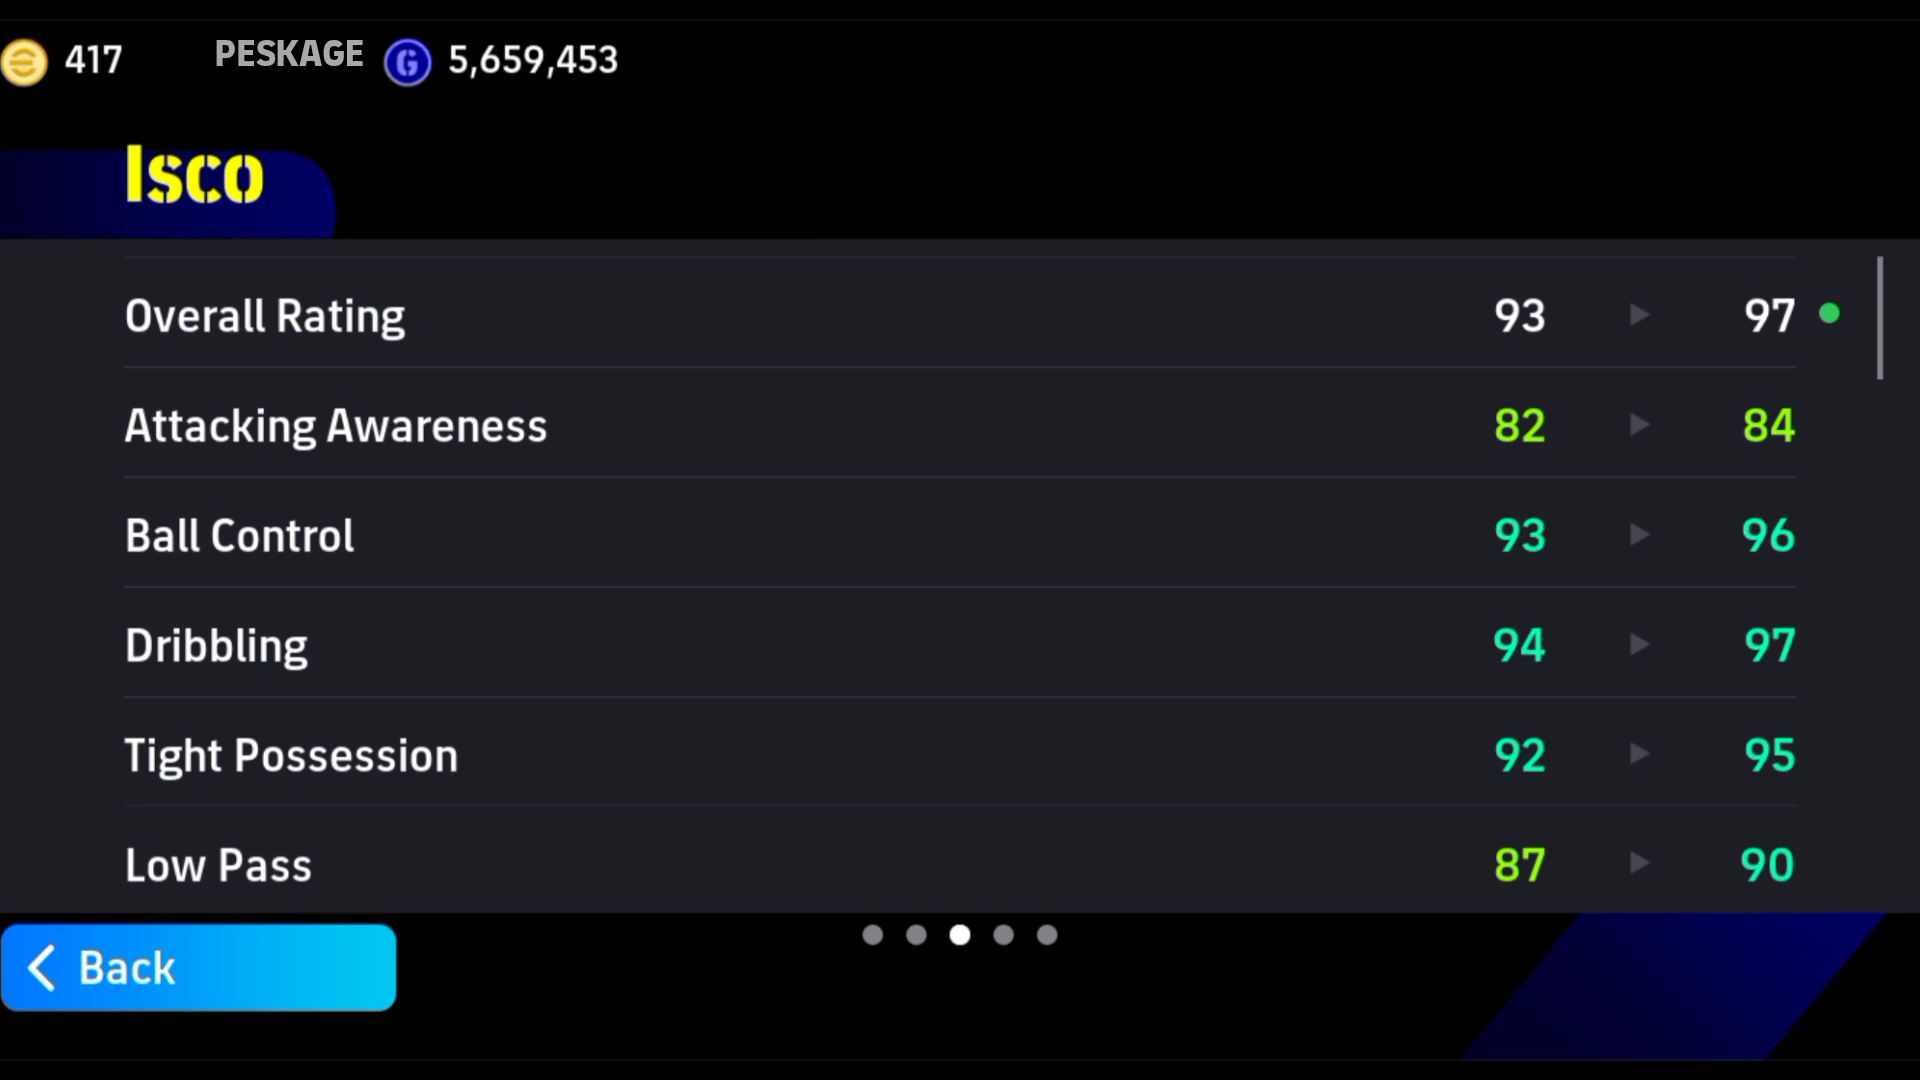 417 PESKAGE 5,659,453
Isco
Overall Rating 93 97
Attacking Awareness 82 84
Ball Control 93 96
Dribbling 94 97
Tight Possession 92 95
Low Pass 87 90
Back